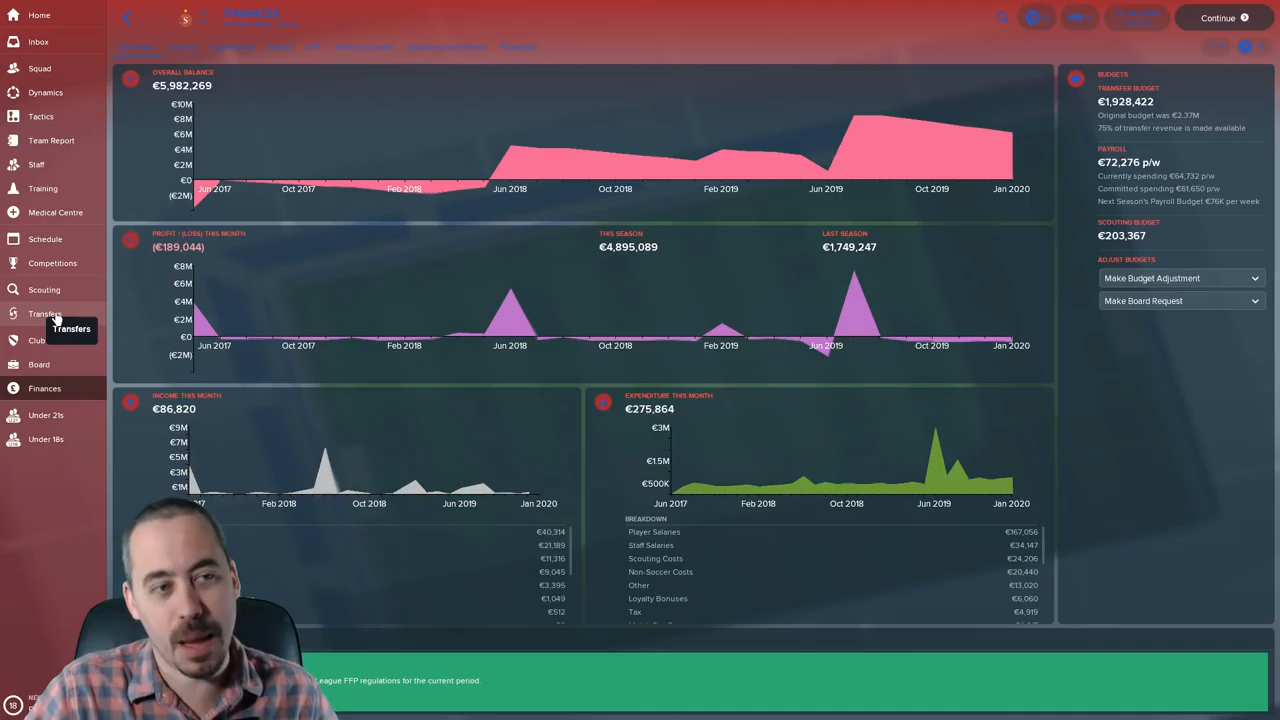 Home
Inbox
Squad
Dynamics
Tactics
Team Report
Staff
Training
Medical Centre
Schedule
Competitions
Scouting
Transfers
Transfers
Club
Board
Finances
Under 21s
Under 18s
18
FINANCES
Continue
OVERALL BALANCE
€5,982,269
€10M
€8M
€6M
€4M
€2M
€0
(€2M)
Jun 2017 Oct 2017 Feb 2018 Jun 2018 Oct 2018 Feb 2019 Jun 2019 Oct 2019 Jan 2020
PROFIT / (LOSS) THIS MONTH
(€189,044)
THIS SEASON
€4,895,089
LAST SEASON
€1,749,247
€8M
€6M
€4M
€2M
€0
(€2M)
Jun 2017 Oct 2017 Feb 2018 Jun 2018 Oct 2018 Feb 2019 Jun 2019 Oct 2019 Jan 2020
INCOME THIS MONTH
€86,820
€9M
€7M
€5M
€3M
€1M
Feb 2018 Oct 2018 Jun 2019 Jan 2020
€40,314
€21,189
€11,316
€9,045
€3,395
€1,049
€512
EXPENDITURE THIS MONTH
€275,864
€3M
€1.5M
€500K
Jun 2017 Feb 2018 Oct 2018 Jun 2019 Jan 2020
BREAKDOWN
Player Salaries €167,056
Staff Salaries €34,147
Scouting Costs €24,206
Non-Soccer Costs €20,440
Other €13,020
Loyalty Bonuses €6,060
Tax €4,919
BUDGETS
TRANSFER BUDGET
€1,928,422
Original budget was €2.37M
75% of transfer revenue is made available
PAYROLL
€72,276 p/w
Currently spending €64,732 p/w
Committed spending €61,650 p/w
Next Season's Payroll Budget €76K per week
SCOUTING BUDGET
€203,367
ADJUST BUDGETS
Make Budget Adjustment
Make Board Request
League FFP regulations for the current period.